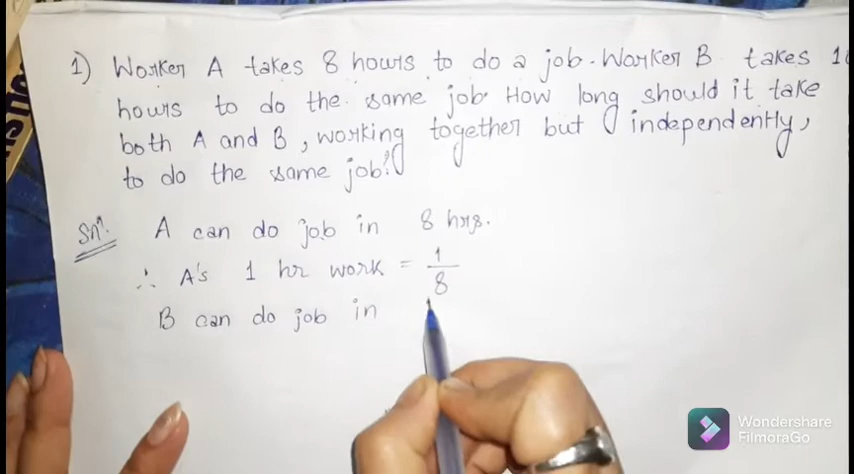 1) Worker A takes 8 hours to do a job. Worker B takes
hours to do the same job. How long should it take
both A and B, working together but independently,
to do the same job?
Sn.
A can do job in 8 hrs.
∴ A's 1 hr work = 1/8
B can do job in
Wondershare
FilmoraGo